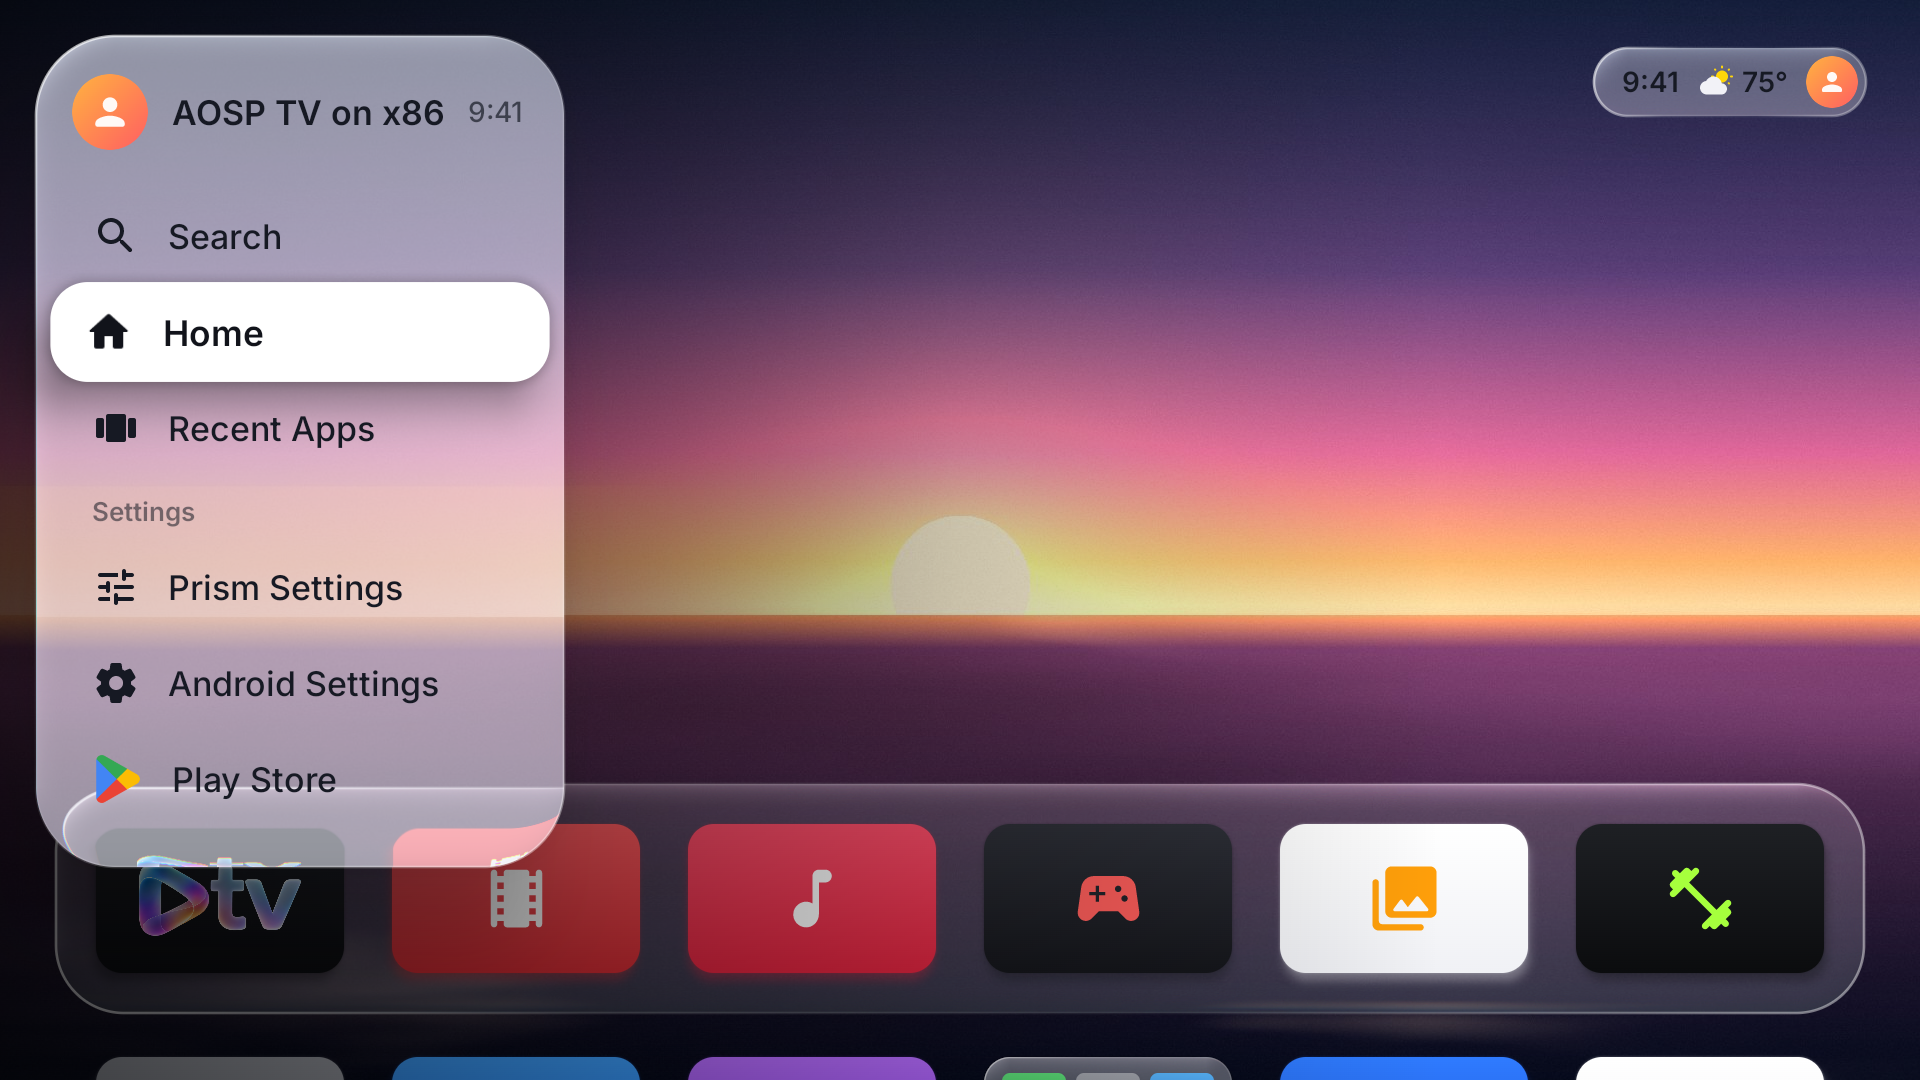 AOSP TV on x86 9:41
Search
Home
Recent Apps
Settings
Prism Settings
Android Settings
Play Store
9:41 75°
tv